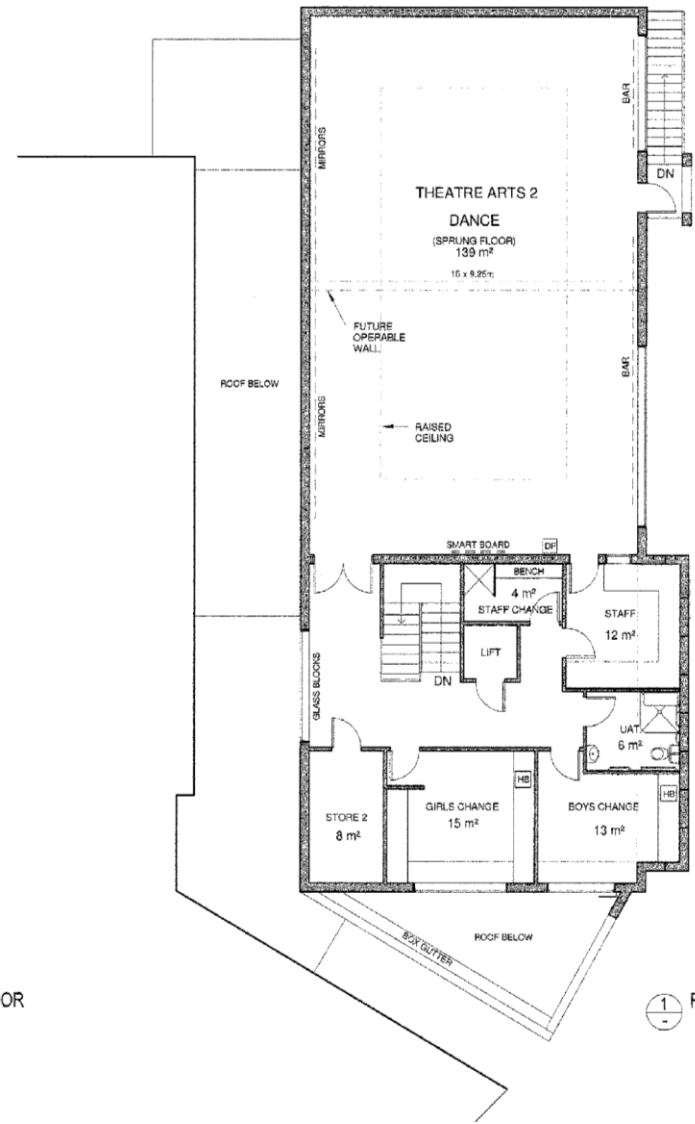 MIRRORS
BAR
DN
THEATRE ARTS 2
DANCE
(SPRUNG FLOOR)
139 m²
15 x 9.25m
FUTURE
OPERABLE
WALL
ROOF BELOW
BAR
MIRRORS
RAISED
CEILING
SMART BOARD
DF
BENCH
4 m²
STAFF CHANGE
STAFF
12 m²
LIFT
DN
GLASS BLOCKS
UAT
6 m²
HB
HB
STORE 2
8 m²
GIRLS CHANGE
15 m²
BOYS CHANGE
13 m²
BOX GUTTER
ROOF BELOW
OR
1
-
F